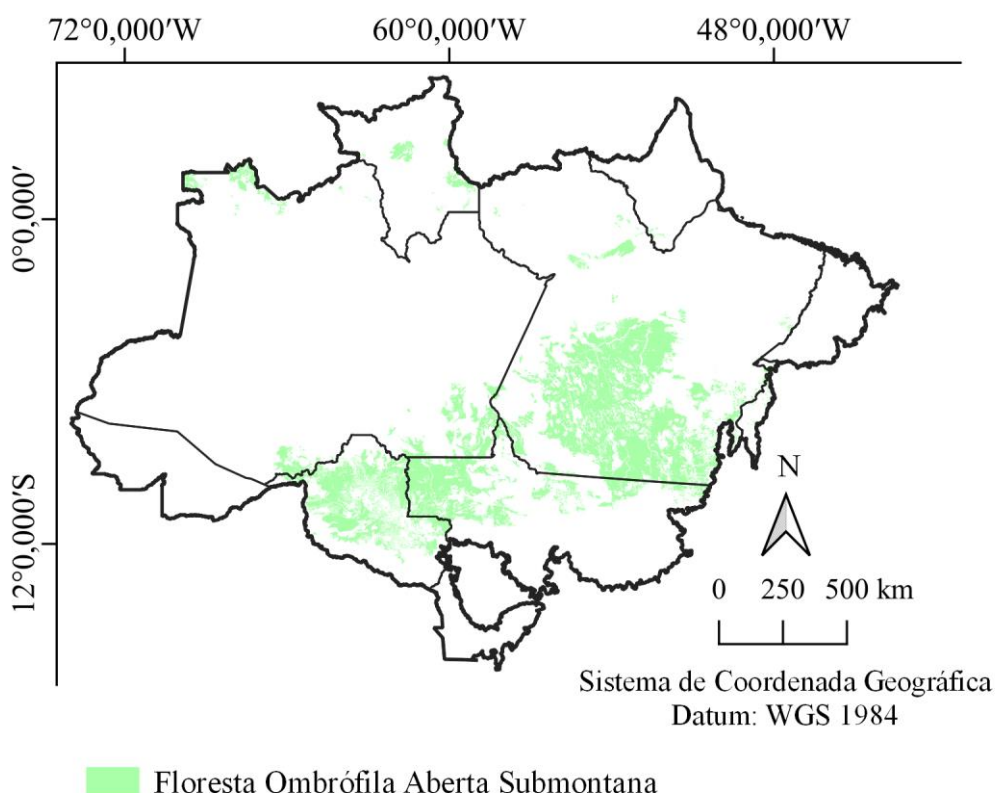 72°0,000′W 60°0,000′W 48°0,000′W
0°0,000′
12°0,000′S
N
0 250 500 km
Sistema de Coordenada Geográfica
Datum: WGS 1984
Floresta Ombrófila Aberta Submontana